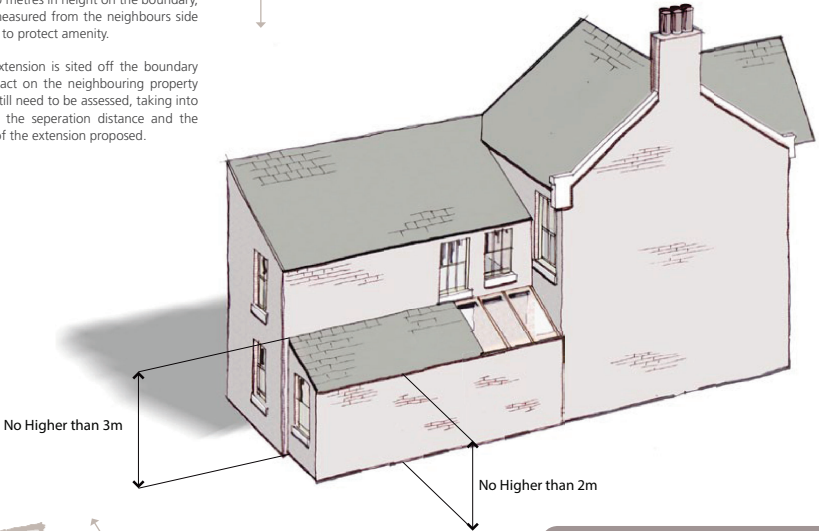 metres in height on the boundary,
measured from the neighbours side
to protect amenity.
extension is sited off the boundary
act on the neighbouring property
still need to be assessed, taking into
the seperation distance and the
of the extension proposed.
No Higher than 3m
No Higher than 2m